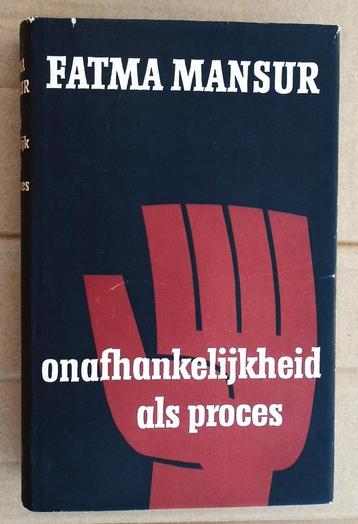 FATMA MANSUR
onafhankelijkheid
als proces